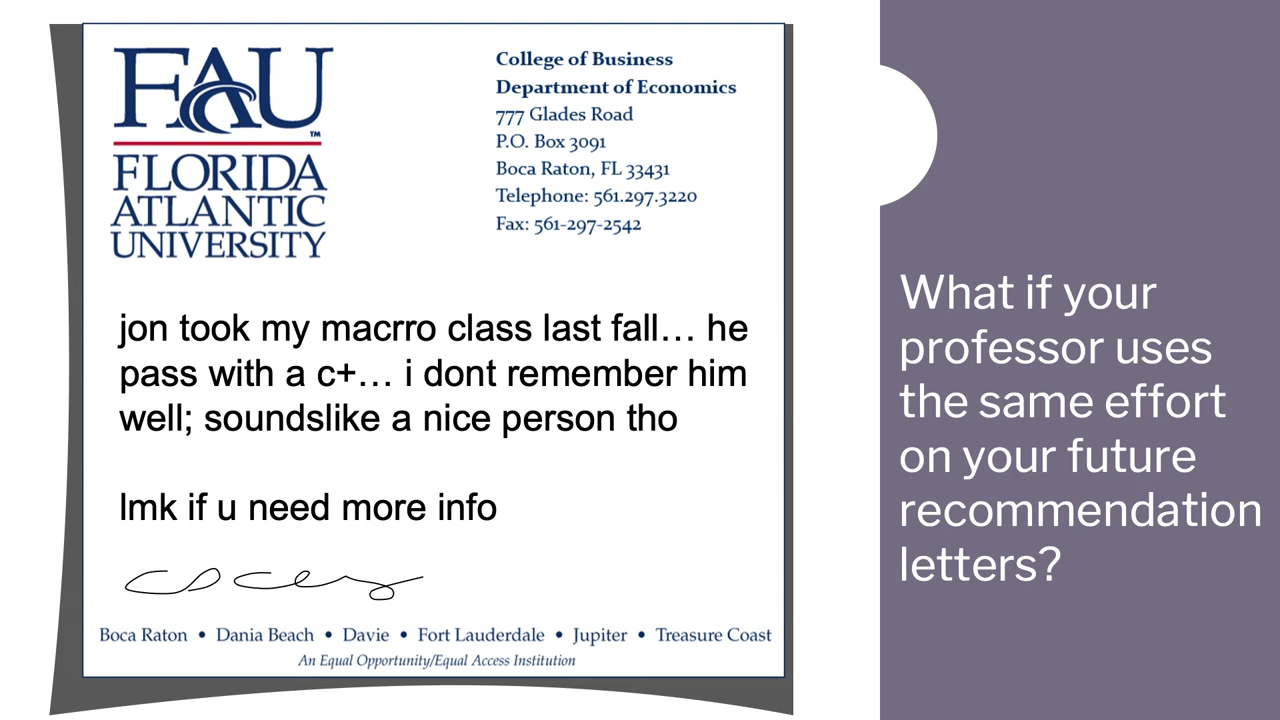 FAU
™
FLORIDA
ATLANTIC
UNIVERSITY
College of Business
Department of Economics
777 Glades Road
P.O. Box 3091
Boca Raton, FL 33431
Telephone: 561.297.3220
Fax: 561-297-2542
jon took my macrro class last fall… he
pass with a c+… i dont remember him
well; soundslike a nice person tho
lmk if u need more info
Boca Raton • Dania Beach • Davie • Fort Lauderdale • Jupiter • Treasure Coast
An Equal Opportunity/Equal Access Institution
What if your
professor uses
the same effort
on your future
recommendation
letters?